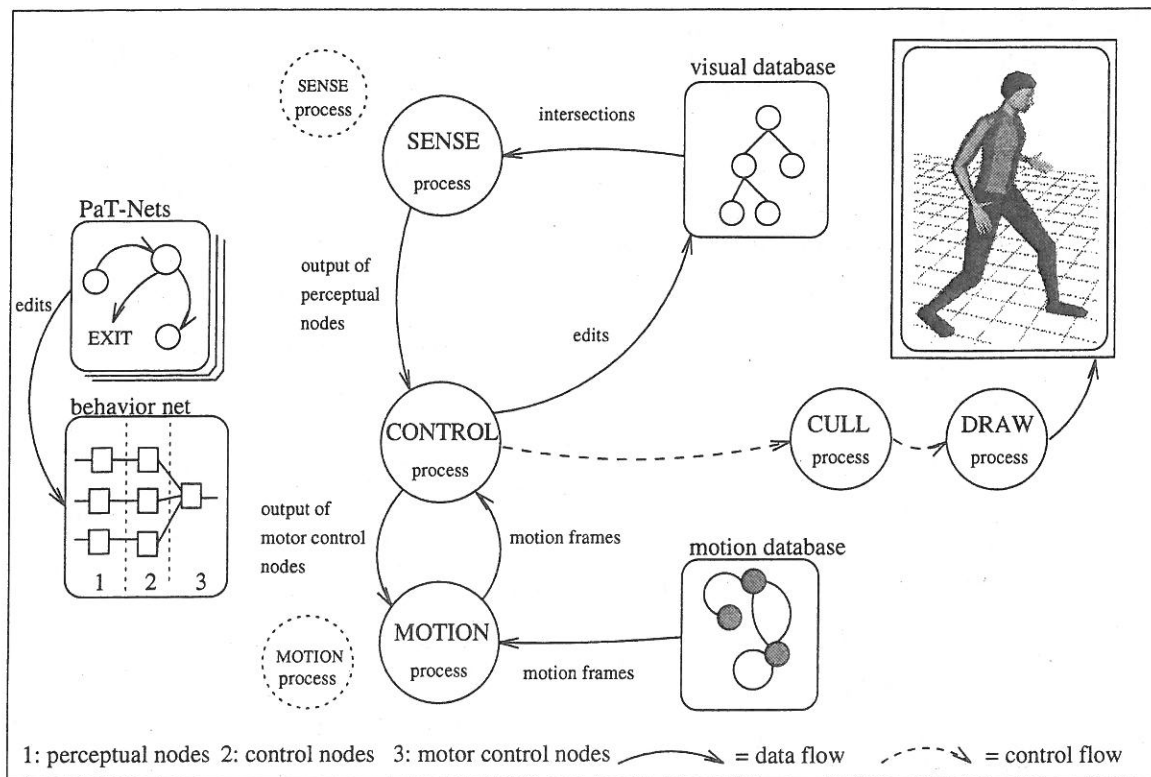 SENSE
process
visual database
intersections
SENSE
process
PaT-Nets
EXIT
edits
output of
perceptual
nodes
edits
behavior net
1 2 3
CONTROL
process
CULL
process
DRAW
process
output of
motor control
nodes
motion frames
motion database
MOTION
process
MOTION
process
motion frames
1: perceptual nodes 2: control nodes 3: motor control nodes = data flow = control flow